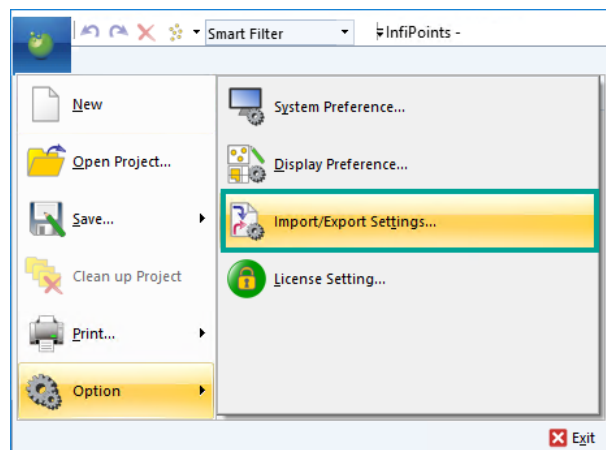 Smart Filter
InfiPoints -
New
Open Project...
Save...
Clean up Project
Print...
Option
System Preference...
Display Preference...
Import/Export Settings...
License Setting...
Exit